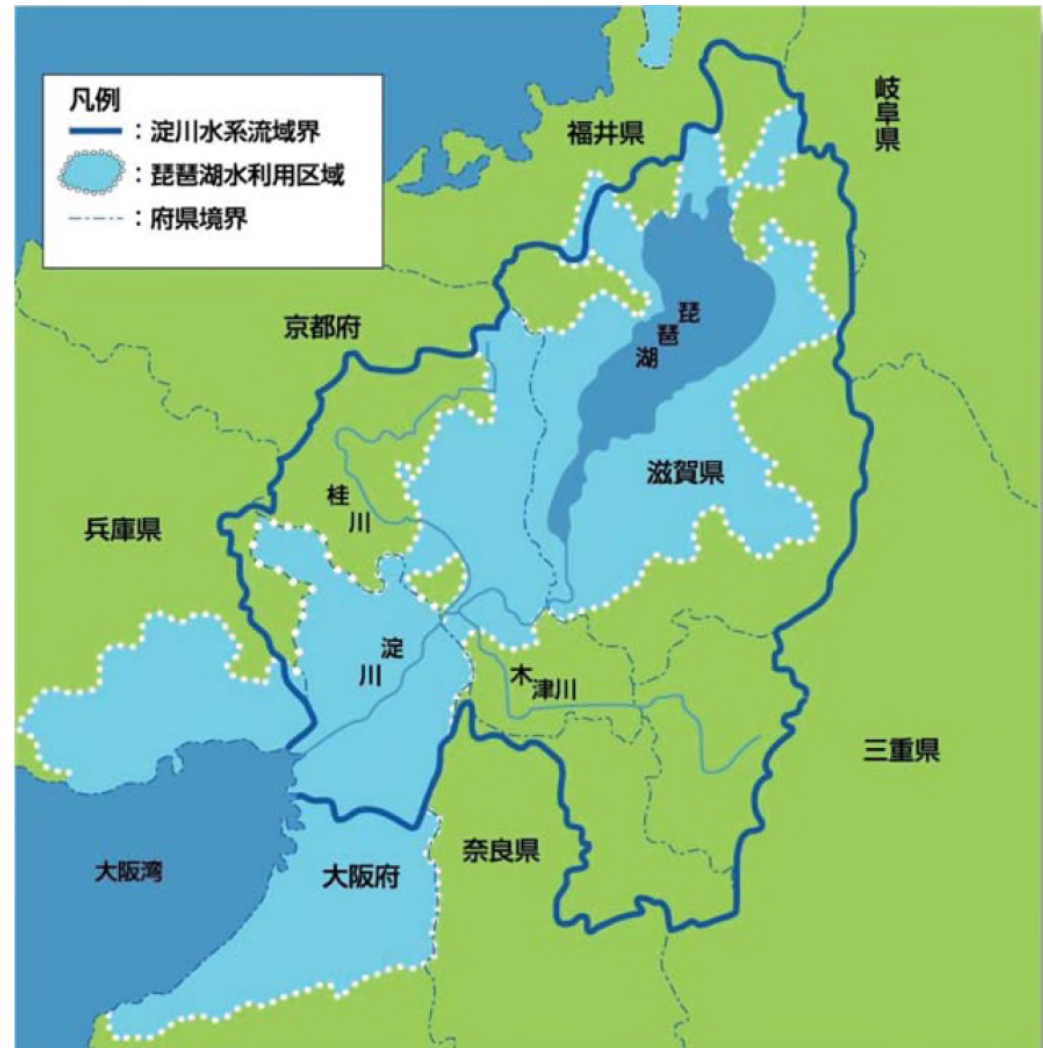 凡例
：淀川水系流域界
：琵琶湖水利用区域
：府県境界
福井県
岐阜県
京都府
琵琶湖
滋賀県
桂川
兵庫県
淀川
木津川
三重県
奈良県
大阪湾
大阪府